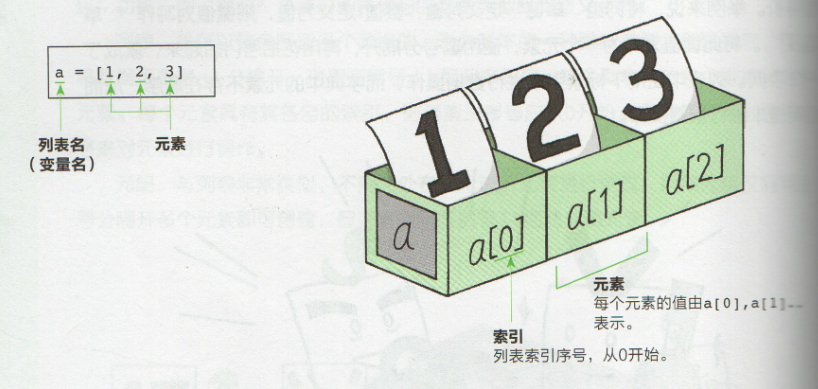 a = [1, 2, 3]
列表名
(变量名)
元素
1
2
3
a
a[0]
a[1]
a[2]
元素
每个元素的值由a[0],a[1]……
表示。
索引
列表索引序号，从0开始。